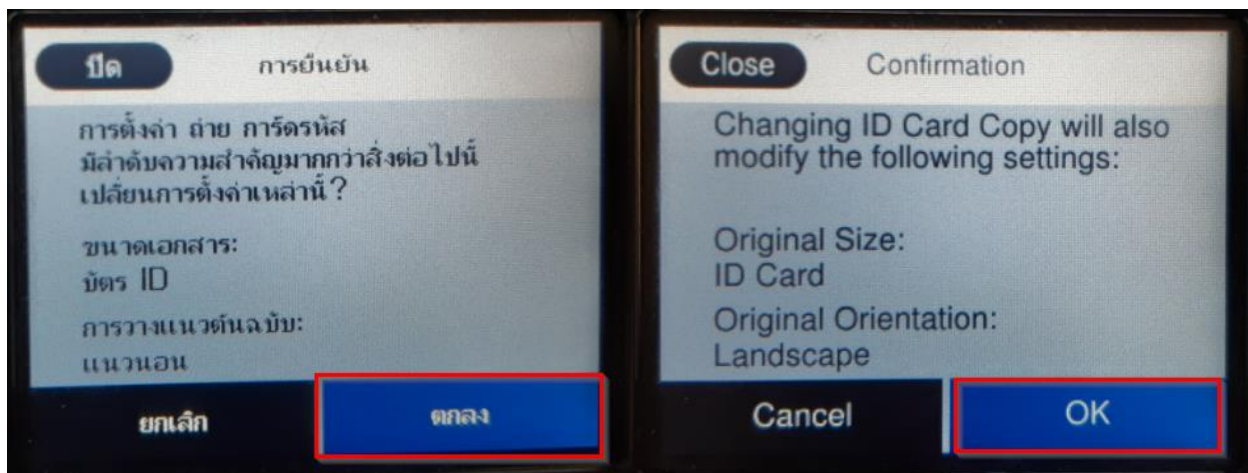 ปิด
การยืนยัน
การตั้งค่า ถ่าย การ์ดรหัส
มีลำดับความสำคัญมากกว่าสิ่งต่อไปนี้
เปลี่ยนการตั้งค่าเหล่านี้?
ขนาดเอกสาร:
บัตร ID
การวางแนวต้นฉบับ:
แนวนอน
ยกเลิก
ตกลง
Close
Confirmation
Changing ID Card Copy will also
modify the following settings:
Original Size:
ID Card
Original Orientation:
Landscape
Cancel
OK